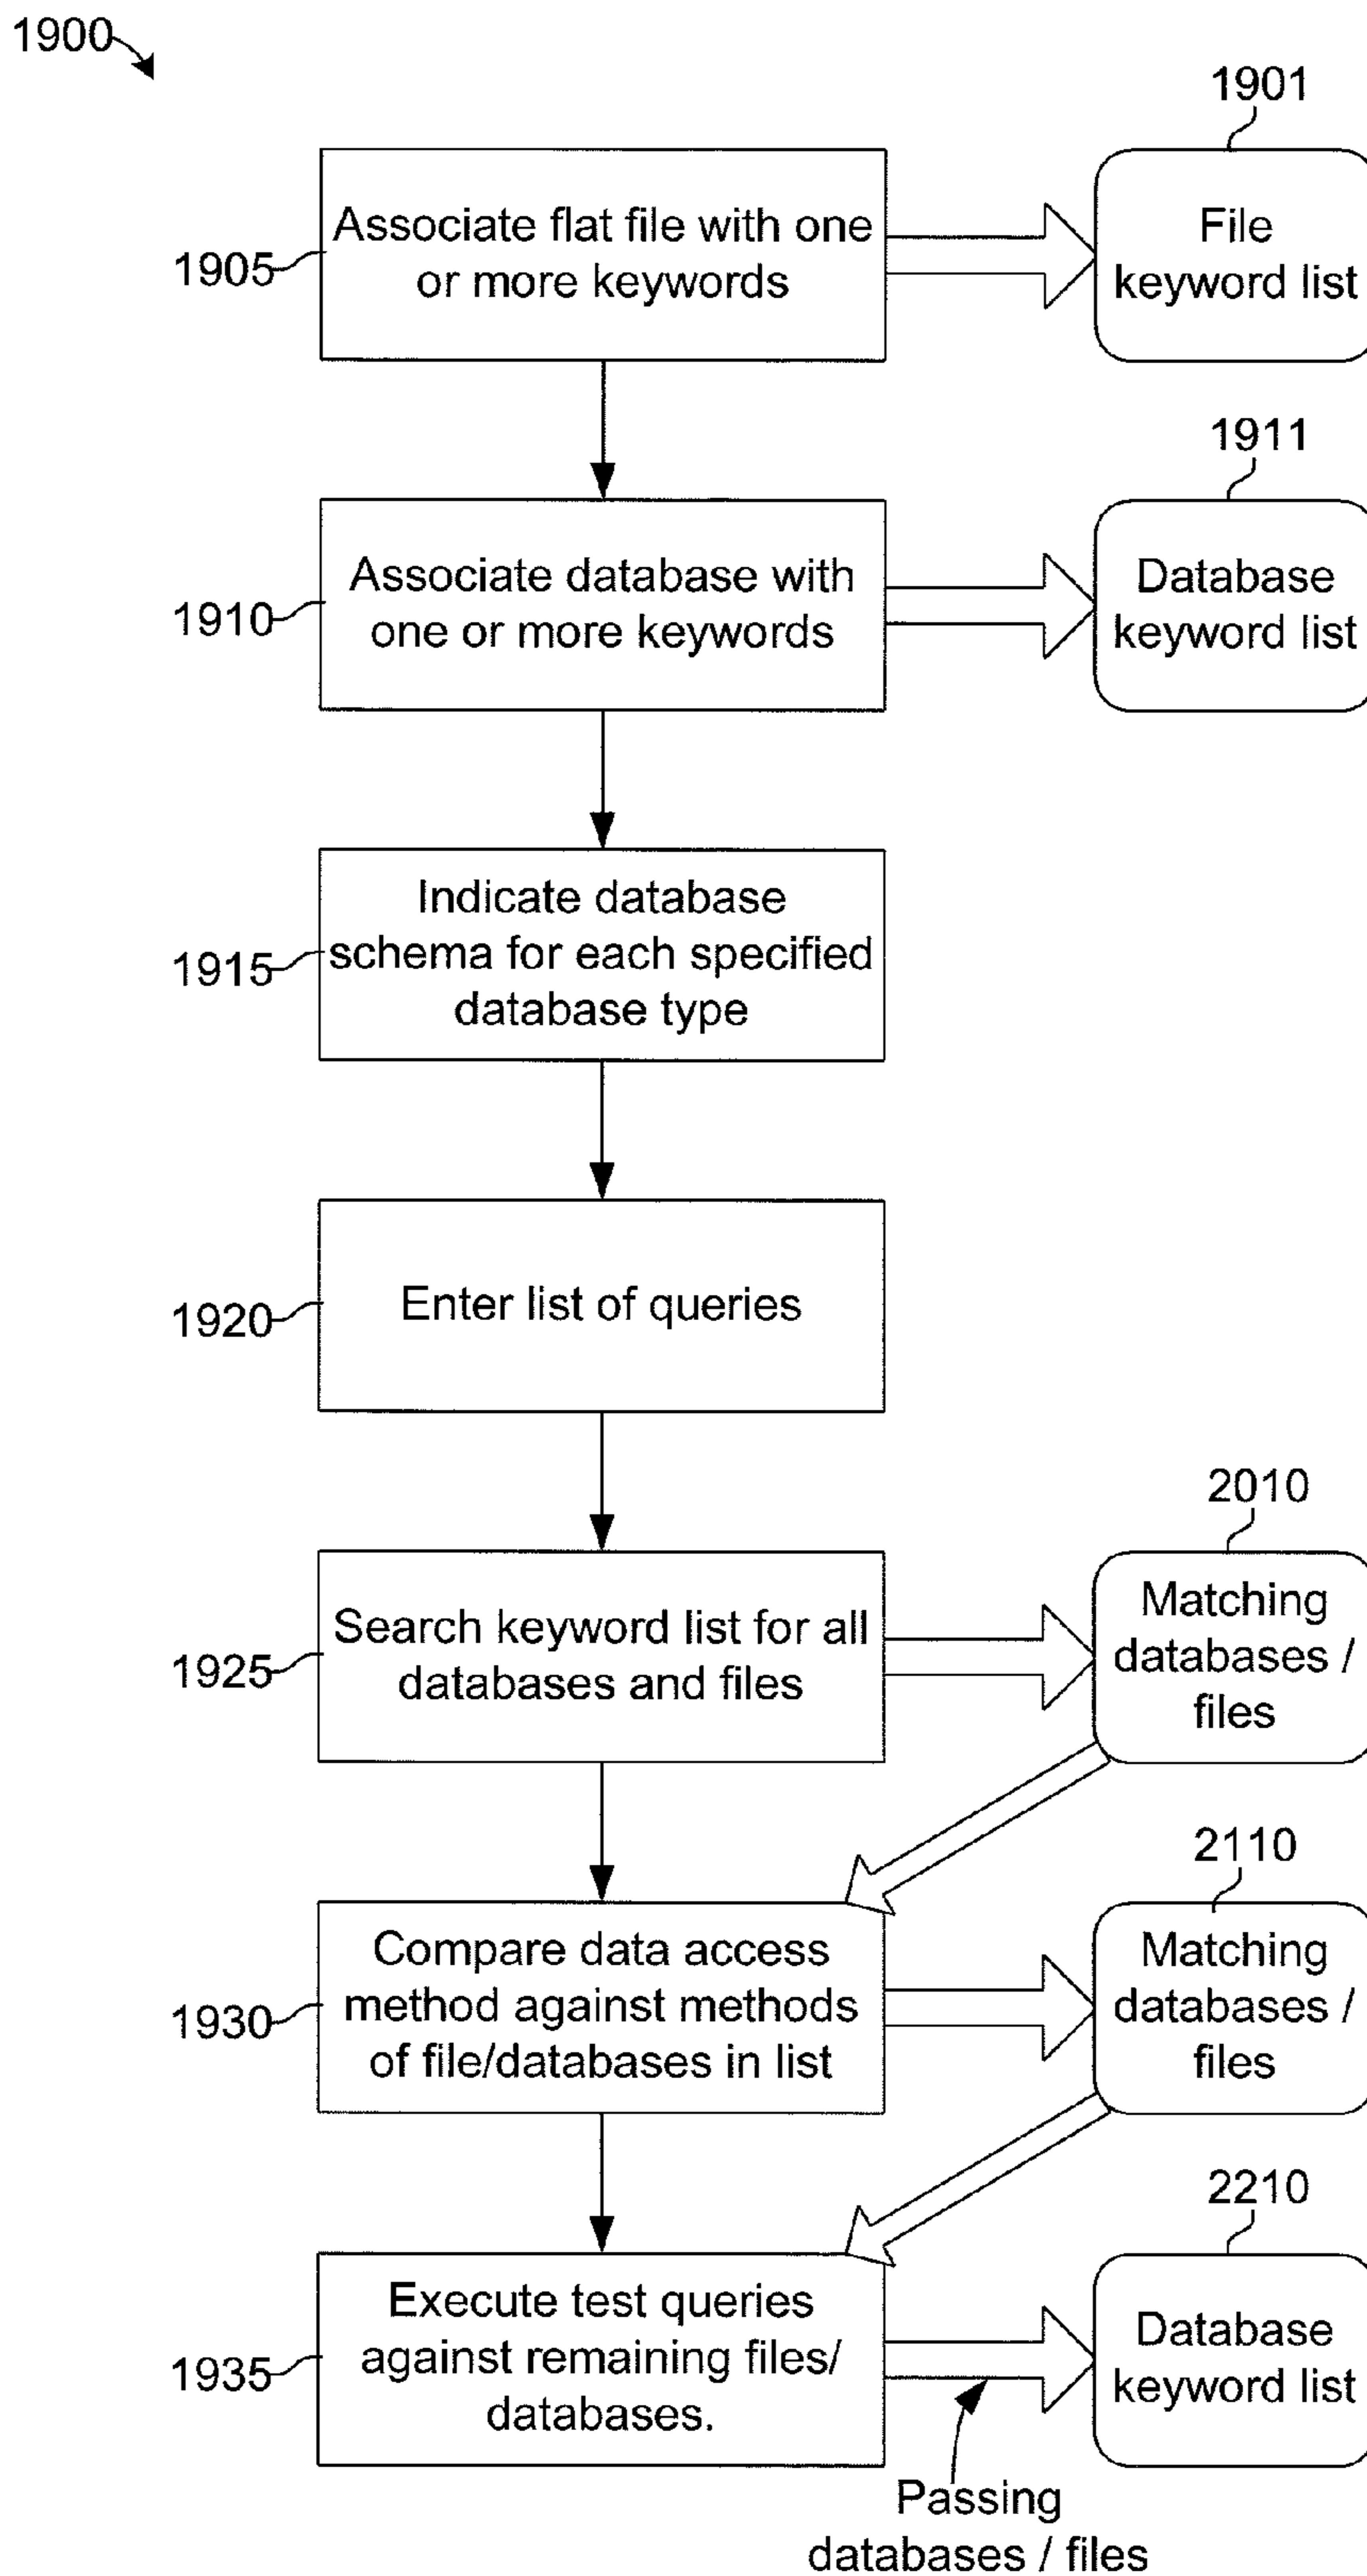 1900
1901
Associate flat file with one
or more keywords
1905
File
keyword list
1911
Associate database with
one or more keywords
1910
Database
keyword list
Indicate database
schema for each specified
database type
1915
Enter list of queries
1920
2010
Search keyword list for all
databases and files
1925
Matching
databases /
files
2110
Compare data access
method against methods
of file/databases in list
1930
Matching
databases /
files
2210
Execute test queries
against remaining files/
databases.
1935
Database
keyword list
Passing
databases / files